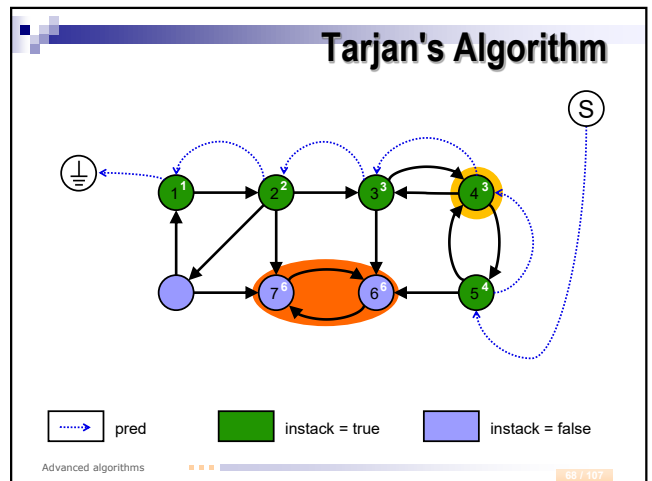 Tarjan's Algorithm
S
1 1
2 2
3 3
4 3
7 6
6 6
5 4
pred
instack = true
instack = false
Advanced algorithms
68 / 107